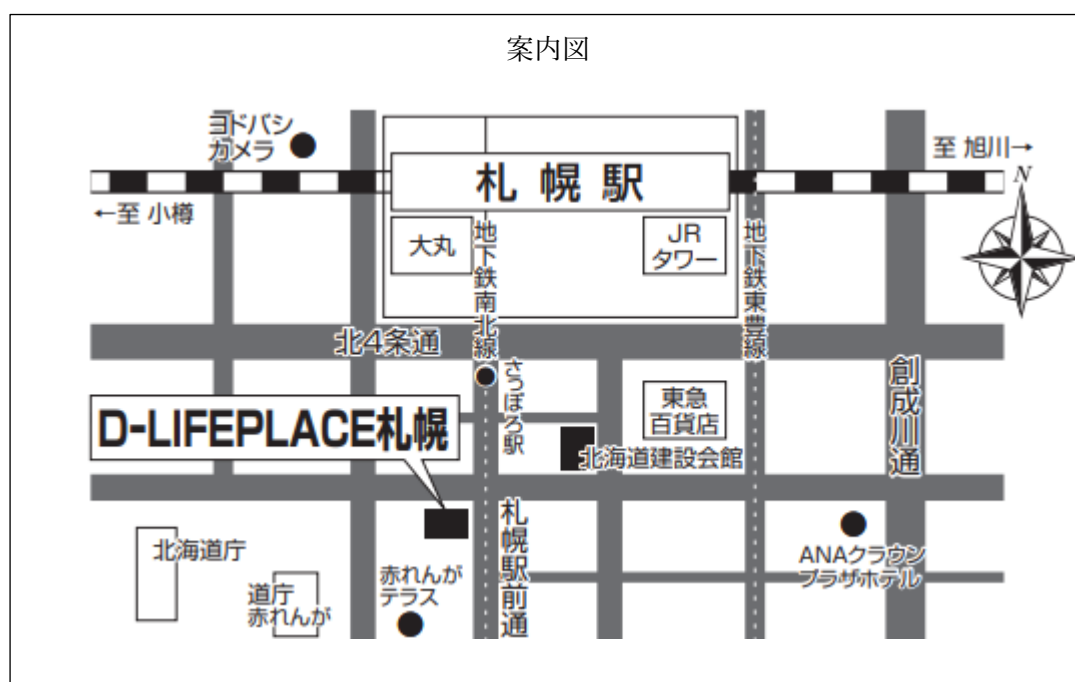 案内図
ヨドバシ
カメラ
至 旭川→
N
札幌駅
←至 小樽
大丸
地下鉄南北線
JR
タワー
地下鉄東豊線
北4条通
さっぽろ駅
東急
百貨店
創成川通
D-LIFEPLACE札幌
北海道建設会館
札幌駅前通
北海道庁
道庁
赤れんが
赤れんが
テラス
ANAクラウン
プラザホテル